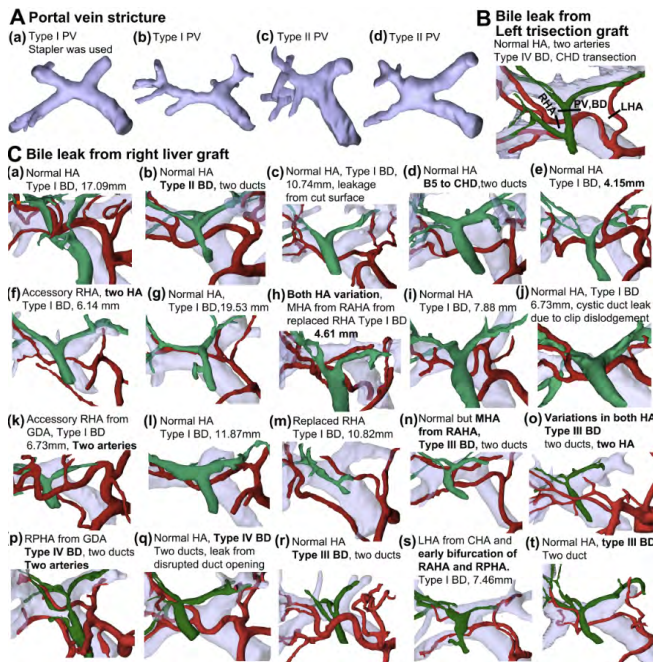 A Portal vein stricture
(a) Type I PV
Stapler was used
(b) Type I PV
(c) Type II PV
(d) Type II PV
B Bile leak from
Left trisection graft
Normal HA, two arteries
Type IV BD, CHD transection
RHA
PV,BD
LHA
C Bile leak from right liver graft
(a) Normal HA
Type I BD, 17.09mm
(b) Normal HA
Type II BD, two ducts
(c) Normal HA, Type I BD,
10.74mm, leakage
from cut surface
(d) Normal HA
B5 to CHD,two ducts
(e) Normal HA
Type I BD, 4.15mm
(f) Accessory RHA, two HA
Type I BD, 6.14 mm
(g) Normal HA,
Type I BD,19.53 mm
(h) Both HA variation,
MHA from RAHA from
replaced RHA Type I BD
4.61 mm
(i) Normal HA
Type I BD, 7.88 mm
(j) Normal HA, Type I BD
6.73mm, cystic duct leak
due to clip dislodgement
(k) Accessory RHA from
GDA, Type I BD
6.73mm, Two arteries
(l) Normal HA
Type I BD, 11.87mm
(m) Replaced RHA
Type I BD, 10.82mm
(n) Normal but MHA
from RAHA,
Type III BD, two ducts
(o) Variations in both HA
Type III BD
two ducts, two HA
(p) RPHA from GDA
Type IV BD, two ducts
Two arteries
(q) Normal HA, Type IV BD
Two ducts, leak from
disrupted duct opening
(r) Normal HA
Type III BD, two ducts
(s) LHA from CHA and
early bifurcation of
RAHA and RPHA.
Type I BD, 7.46mm
(t) Normal HA, type III BD
Two duct